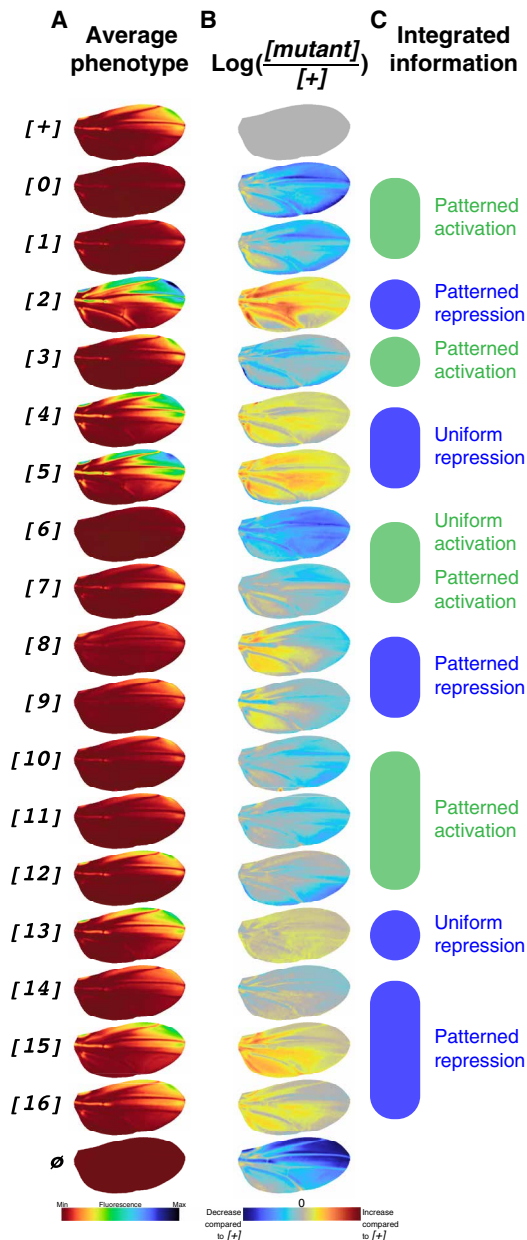 A
Average
phenotype
B
Log([mutant]/[+])
C
Integrated
information
[+]
[0]
[1]
Patterned
activation
[2]
Patterned
repression
[3]
Patterned
activation
[4]
[5]
Uniform
repression
[6]
Uniform
activation
[7]
Patterned
activation
[8]
[9]
Patterned
repression
[10]
[11]
[12]
Patterned
activation
[13]
Uniform
repression
[14]
[15]
[16]
Patterned
repression
ø
Min Fluorescence Max
Decrease
compared
to [+]
0
Increase
compared
to [+]